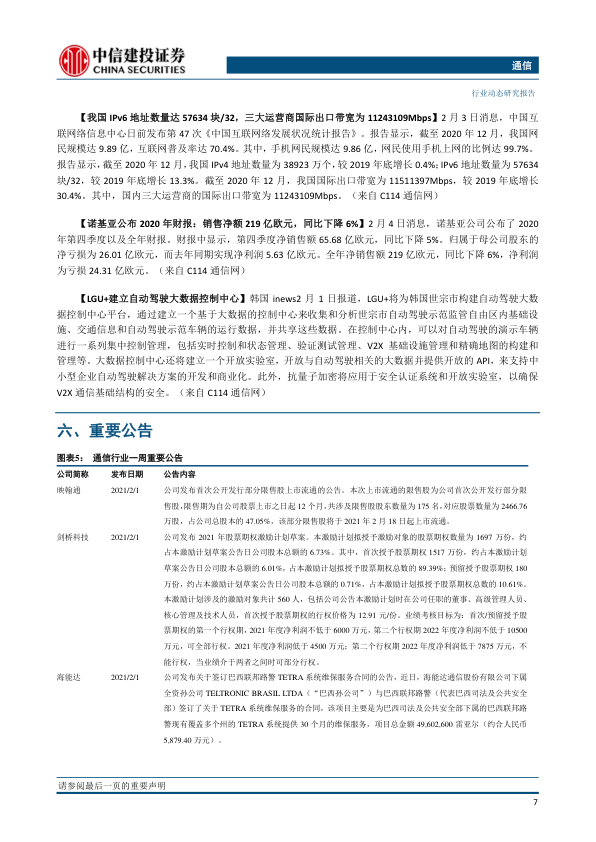 中信建投证券
CHINA SECURITIES
通信
行业动态研究报告
【我国 IPv6 地址数量达 57634 块/32，三大运营商国际出口带宽为 11243109Mbps】2 月 3 日消息，中国互
联网络信息中心日前发布第 47 次《中国互联网络发展状况统计报告》。报告显示，截至 2020 年 12 月，我国网
民规模达 9.89 亿，互联网普及率达 70.4%。其中，手机网民规模达 9.86 亿，网民使用手机上网的比例达 99.7%。
报告显示，截至 2020 年 12 月，我国 IPv4 地址数量为 38923 万个，较 2019 年底增长 0.4%；IPv6 地址数量为 57634
块/32，较 2019 年底增长 13.3%。截至 2020 年 12 月，我国国际出口带宽为 11511397Mbps，较 2019 年底增长
30.4%。其中，国内三大运营商的国际出口带宽为 11243109Mbps。（来自 C114 通信网）
【诺基亚公布 2020 年财报：销售净额 219 亿欧元，同比下降 6%】2 月 4 日消息，诺基亚公司公布了 2020
年第四季度以及全年财报。财报中显示，第四季度净销售额 65.68 亿欧元，同比下降 5%。归属于母公司股东的
净亏损为 26.01 亿欧元，而去年同期实现净利润 5.63 亿欧元。全年净销售额 219 亿欧元，同比下降 6%，净利润
为亏损 24.31 亿欧元。（来自 C114 通信网）
【LGU+建立自动驾驶大数据控制中心】韩国 inews2 月 1 日报道，LGU+将为韩国世宗市构建自动驾驶大数
据控制中心平台，通过建立一个基于大数据的控制中心来收集和分析世宗市自动驾驶示范监管自由区内基础设
施、交通信息和自动驾驶示范车辆的运行数据，并共享这些数据。在控制中心内，可以对自动驾驶的演示车辆
进行一系列集中控制管理，包括实时控制和状态管理、验证测试管理、V2X 基础设施管理和精确地图的构建和
管理等。大数据控制中心还将建立一个开放实验室，开放与自动驾驶相关的大数据并提供开放的 API，来支持中
小型企业自动驾驶解决方案的开发和商业化。此外，抗量子加密将应用于安全认证系统和开放实验室，以确保
V2X 通信基础结构的安全。（来自 C114 通信网）
六、重要公告
图表5： 通信行业一周重要公告
公司简称 发布日期 公告内容
映翰通 2021/2/1 公司发布首次公开发行部分限售股上市流通的公告。本次上市流通的限售股为公司首次公开发行部分限
售股，限售期为自公司股票上市之日起 12 个月，共涉及限售股股东数量为 175 名，对应股票数量为 2466.76
万股，占公司总股本的 47.05%，该部分限售股将于 2021 年 2 月 18 日起上市流通。
剑桥科技 2021/2/1 公司发布 2021 年股票期权激励计划草案。本激励计划拟授予激励对象的股票期权数量为 1697 万份，约
占本激励计划草案公告日公司股本总额的 6.73%。其中，首次授予股票期权 1517 万份，约占本激励计划
草案公告日公司股本总额的 6.01%，占本激励计划拟授予股票期权总数的 89.39%；预留授予股票期权 180
万份，约占本激励计划草案公告日公司股本总额的 0.71%，占本激励计划拟授予股票期权总数的 10.61%。
本激励计划涉及的激励对象共计 560 人，包括公司公告本激励计划时在公司任职的董事、高级管理人员、
核心管理及技术人员，首次授予股票期权的行权价格为 12.91 元/份。业绩考核目标为：首次/预留授予股
票期权的第一个行权期，2021 年度净利润不低于 6000 万元，第二个行权期 2022 年度净利润不低于 10500
万元，可全部行权。2021 年度净利润低于 4500 万元；第二个行权期 2022 年度净利润低于 7875 万元，不
能行权，当业绩介于两者之间时可部分行权。
海能达 2021/2/1 公司发布关于签订巴西联邦路警 TETRA 系统维保服务合同的公告，近日，海能达通信股份有限公司下属
全资孙公司 TELTRONIC BRASIL LTDA（“巴西孙公司”）与巴西联邦路警（代表巴西司法及公共安全
部）签订了关于 TETRA 系统维保服务的合同，该项目主要是为巴西司法及公共安全部下属的巴西联邦路
警现有覆盖多个州的 TETRA 系统提供 30 个月的维保服务，项目总金额 49,602,600 雷亚尔（约合人民币
5,879.40 万元）。
请参阅最后一页的重要声明
7